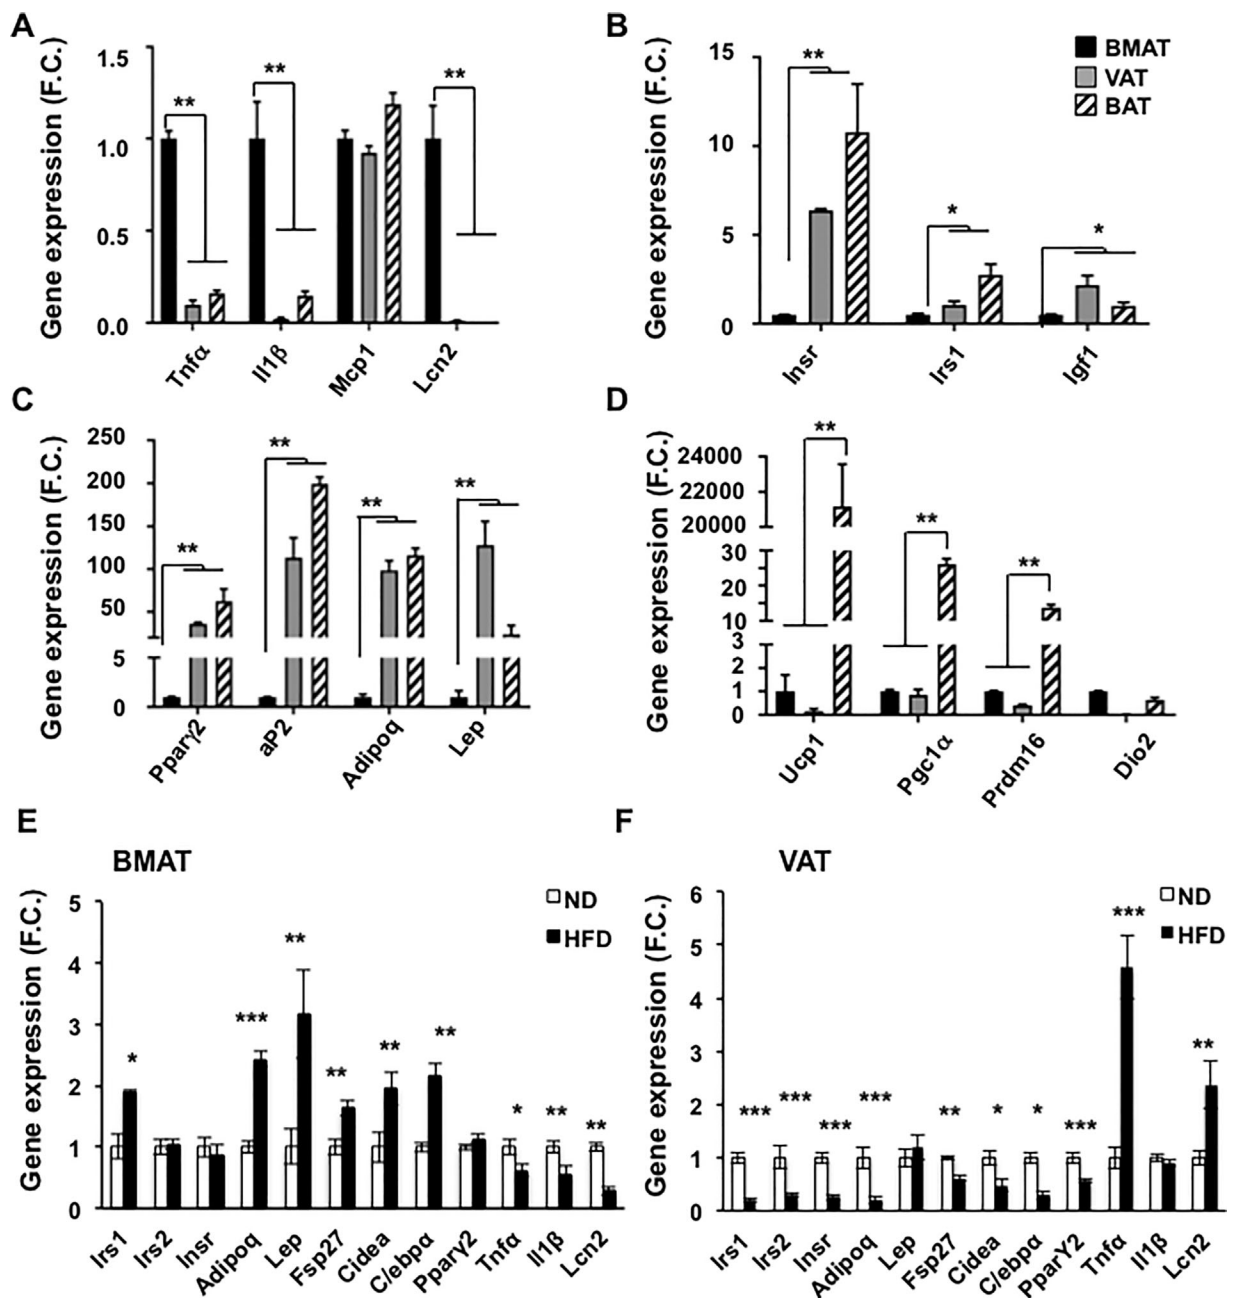 A
Gene expression (F.C.)
1.5
1.0
0.5
0.0
**
**
**
Tnfα
Il1β
Mcp1
Lcn2
B
Gene expression (F.C.)
15
10
5
0
**
*
*
BMAT
VAT
BAT
Insr
Irs1
Igf1
C
Gene expression (F.C.)
250
200
150
100
50
5
0
**
**
**
**
Pparγ2
aP2
Adipoq
Lep
D
Gene expression (F.C.)
24000
22000
20000
30
20
10
3
2
1
0
**
**
**
Ucp1
Pgc1α
Prdm16
Dio2
E
BMAT
Gene expression (F.C.)
5
4
3
2
1
0
ND
HFD
*
***
**
**
**
**
*
**
**
Irs1
Irs2
Insr
Adipoq
Lep
Fsp27
Cidea
C/ebpα
Pparγ2
Tnfα
Il1β
Lcn2
F
VAT
Gene expression (F.C.)
6
5
4
3
2
1
0
ND
HFD
***
***
***
***
**
*
*
***
***
**
Irs1
Irs2
Insr
Adipoq
Lep
Fsp27
Cidea
C/ebpα
PparY2
Tnfα
Il1β
Lcn2